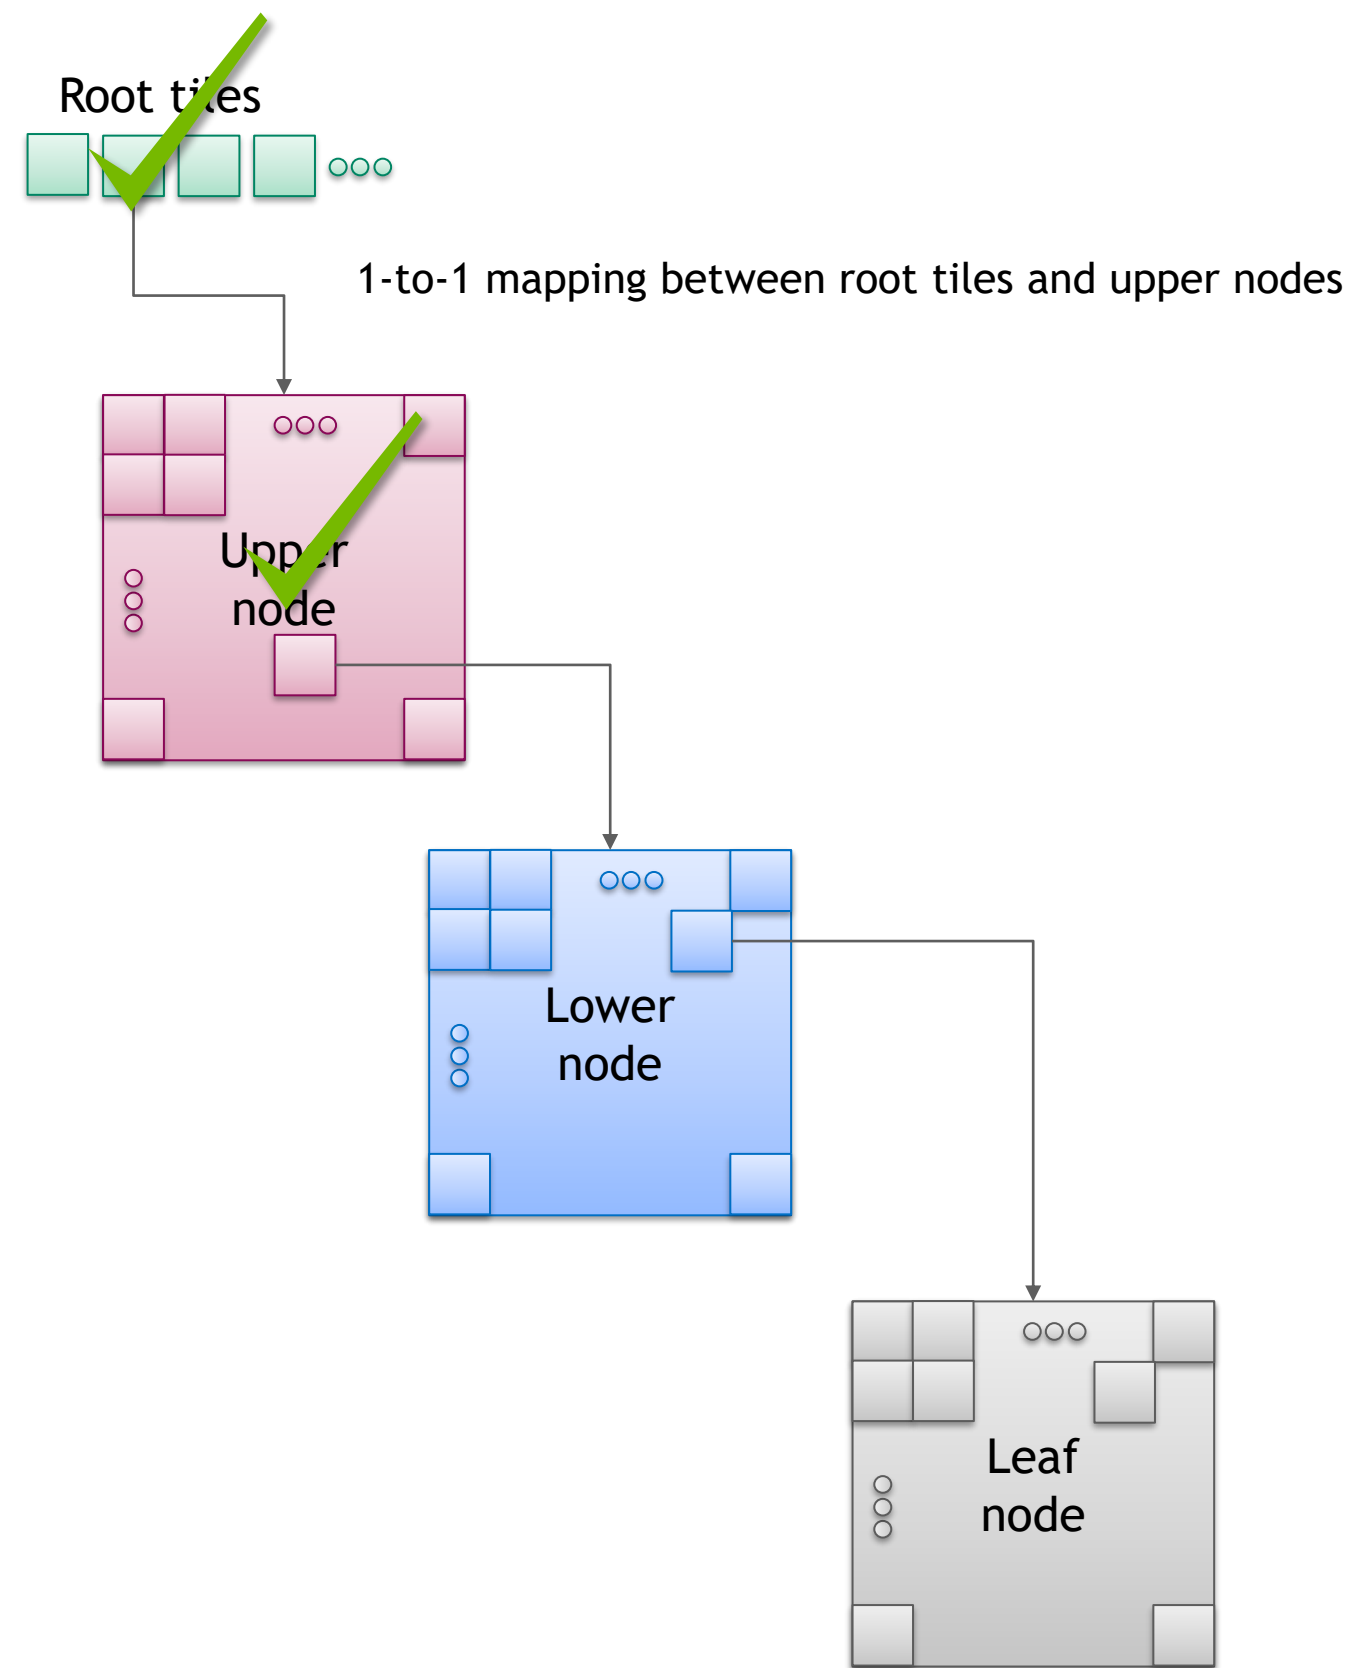 Root tiles
1-to-1 mapping between root tiles and upper nodes
Upper
node
Lower
node
Leaf
node